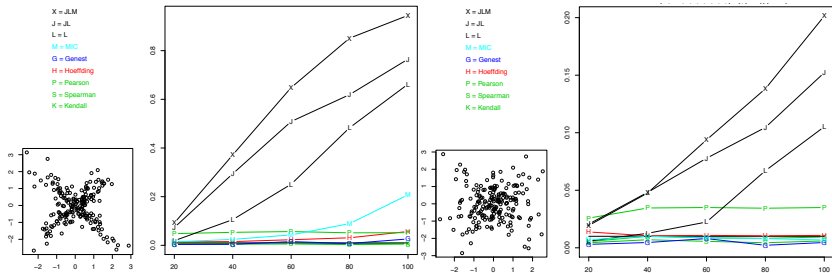 X = JLM
J = JL
L = L
M = MIC
G = Genest
H = Hoeffding
P = Pearson
S = Spearman
K = Kendall
3
2
1
0
-1
-2
-2 -1 0 1 2 3
0.8
0.6
0.4
0.2
0.0
20 40 60 80 100
X = JLM
J = JL
L = L
M = MIC
G = Genest
H = Hoeffding
P = Pearson
S = Spearman
K = Kendall
3
2
1
0
-1
-2
-2 -1 0 1 2
0.20
0.15
0.10
0.05
0.00
20 40 60 80 100